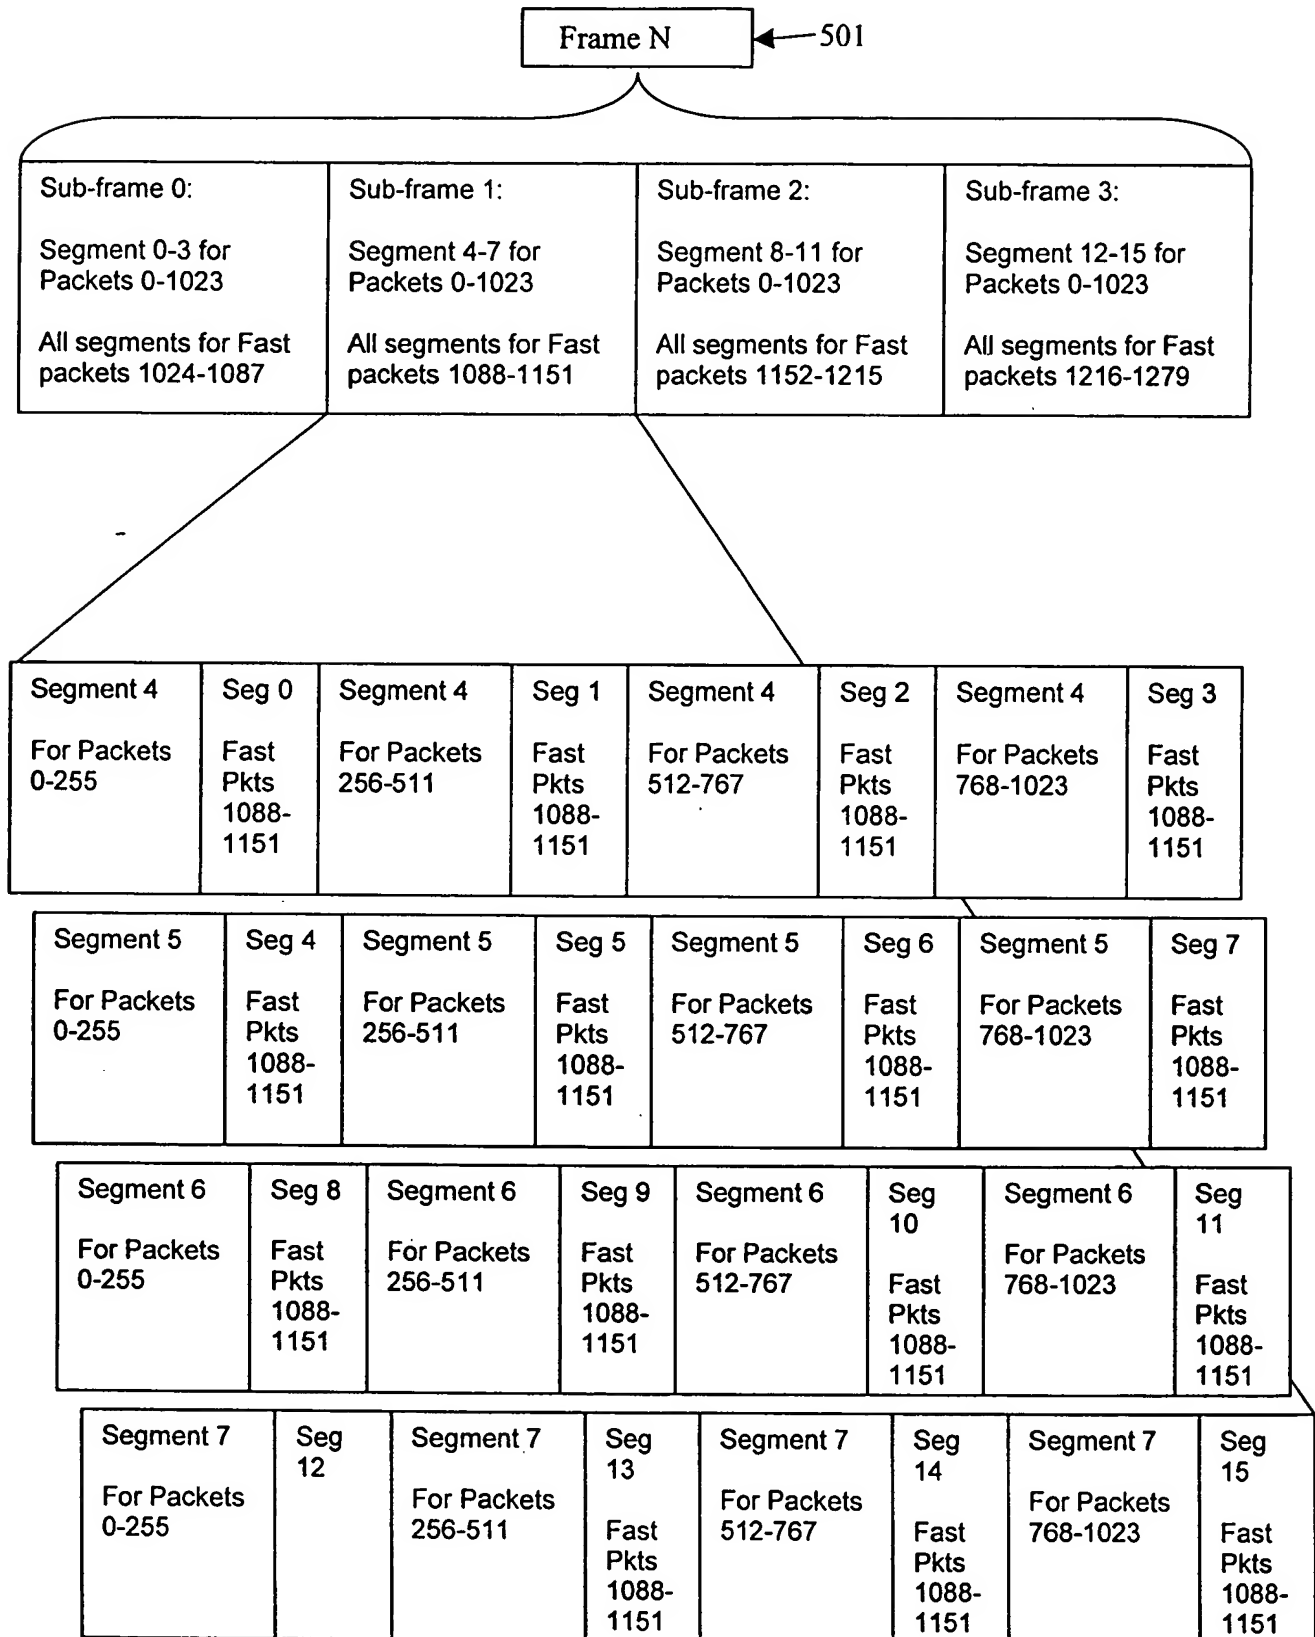 Frame N
501
Sub-frame 0:
Segment 0-3 for
Packets 0-1023
All segments for Fast
packets 1024-1087
Sub-frame 1:
Segment 4-7 for
Packets 0-1023
All segments for Fast
packets 1088-1151
Sub-frame 2:
Segment 8-11 for
Packets 0-1023
All segments for Fast
packets 1152-1215
Sub-frame 3:
Segment 12-15 for
Packets 0-1023
All segments for Fast
packets 1216-1279
Segment 4
For Packets
0-255
Seg 0
Fast
Pkts
1088-
1151
Segment 4
For Packets
256-511
Seg 1
Fast
Pkts
1088-
1151
Segment 4
For Packets
512-767
Seg 2
Fast
Pkts
1088-
1151
Segment 4
For Packets
768-1023
Seg 3
Fast
Pkts
1088-
1151
Segment 5
For Packets
0-255
Seg 4
Fast
Pkts
1088-
1151
Segment 5
For Packets
256-511
Seg 5
Fast
Pkts
1088-
1151
Segment 5
For Packets
512-767
Seg 6
Fast
Pkts
1088-
1151
Segment 5
For Packets
768-1023
Seg 7
Fast
Pkts
1088-
1151
Segment 6
For Packets
0-255
Seg 8
Fast
Pkts
1088-
1151
Segment 6
For Packets
256-511
Seg 9
Fast
Pkts
1088-
1151
Segment 6
For Packets
512-767
Seg
10
Fast
Pkts
1088-
1151
Segment 6
For Packets
768-1023
Seg
11
Fast
Pkts
1088-
1151
Segment 7
For Packets
0-255
Seg
12
Segment 7
For Packets
256-511
Seg
13
Fast
Pkts
1088-
1151
Segment 7
For Packets
512-767
Seg
14
Fast
Pkts
1088-
1151
Segment 7
For Packets
768-1023
Seg
15
Fast
Pkts
1088-
1151